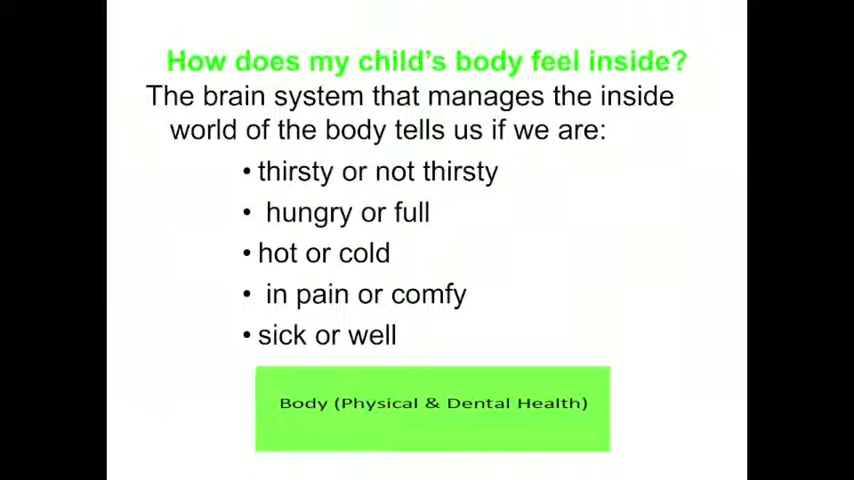 How does my child's body feel inside?
The brain system that manages the inside
world of the body tells us if we are:
• thirsty or not thirsty
• hungry or full
• hot or cold
• in pain or comfy
• sick or well
Body (Physical & Dental Health)